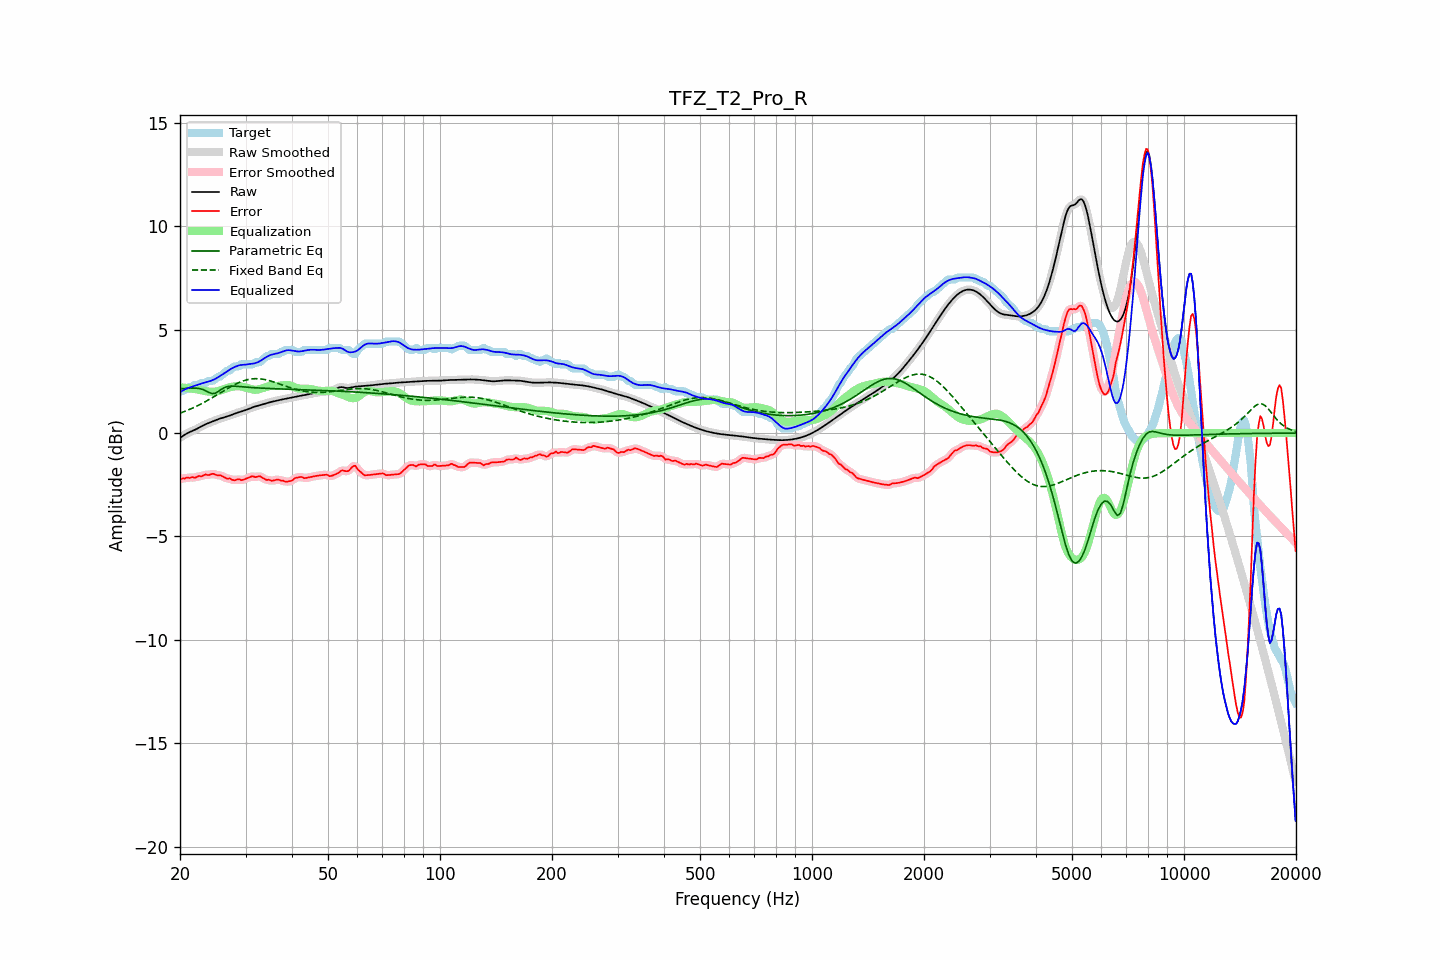 TFZ_T2_Pro_R
Target
Raw Smoothed
Error Smoothed
Raw
Error
Equalization
Parametric Eq
Fixed Band Eq
Equalized
15
10
5
0
−5
−10
−15
−20
Amplitude (dBr)
20 50 100 200 500 1000 2000 5000 10000 20000
Frequency (Hz)